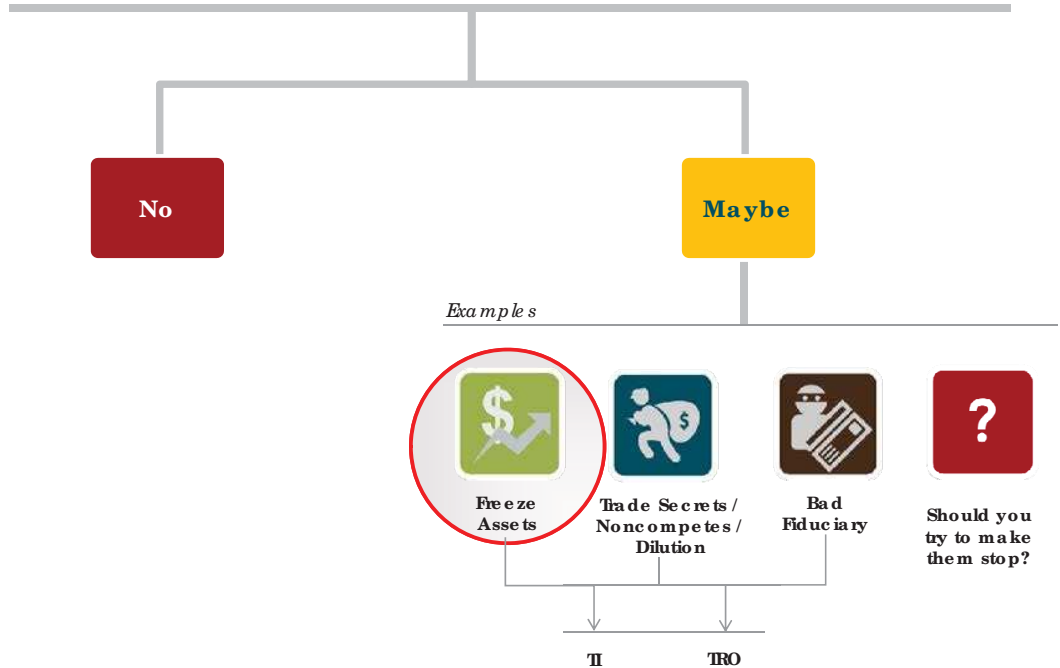 No
Maybe
Examples
$
$
?
Freeze
Assets
Trade Secrets /
Noncompetes /
Dilution
Bad
Fiduciary
Should you
try to make
them stop?
TI
TRO